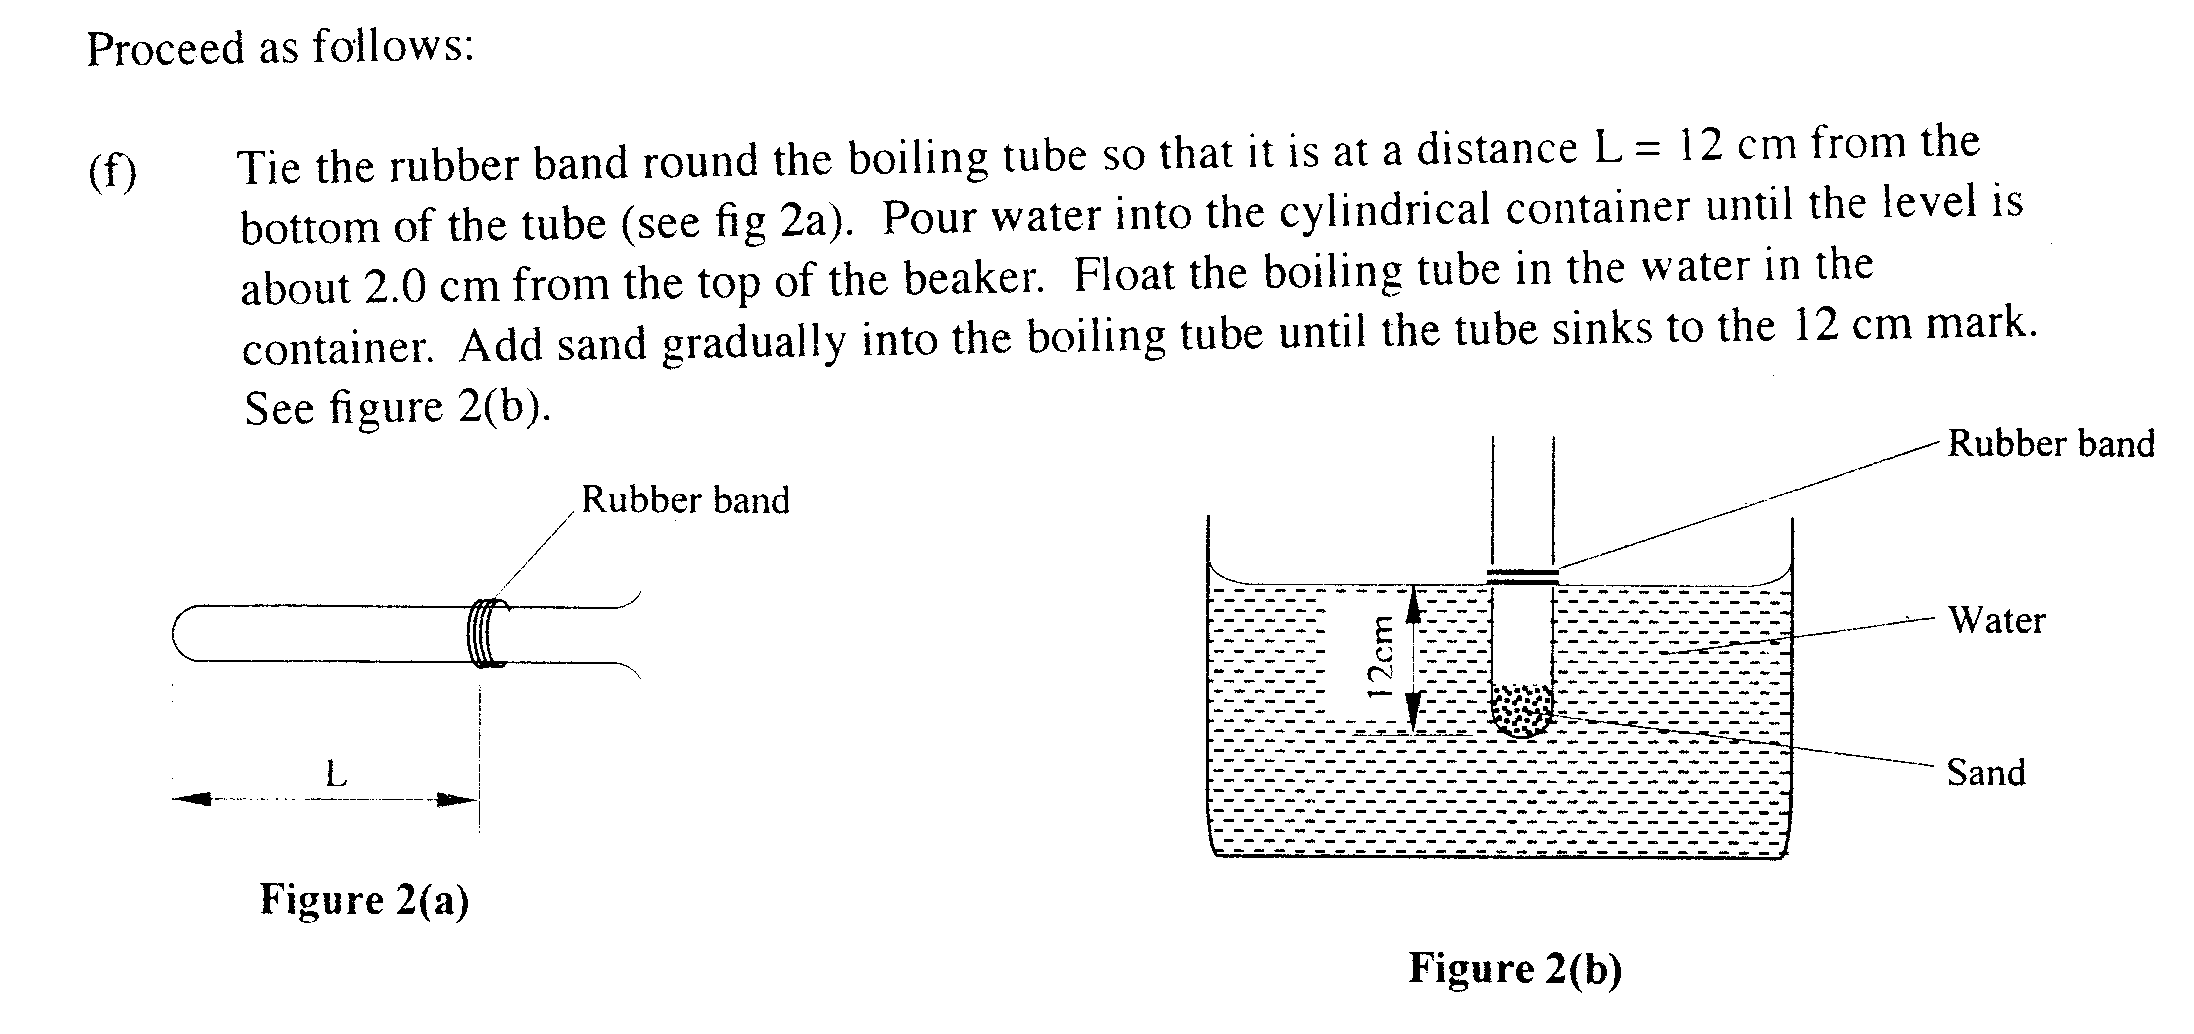 Proceed as follows:
(f) Tie the rubber band round the boiling tube so that it is at a distance L = 12 cm from the
bottom of the tube (see fig 2a). Pour water into the cylindrical container until the level is
about 2.0 cm from the top of the beaker. Float the boiling tube in the water in the
container. Add sand gradually into the boiling tube until the tube sinks to the 12 cm mark.
See figure 2(b).
Rubber band
L
Figure 2(a)
Rubber band
12cm
Water
Sand
Figure 2(b)